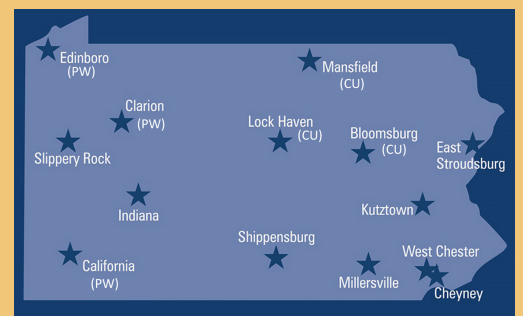 Edinboro
(PW)
Mansfield
(CU)
Clarion
(PW)
Lock Haven
(CU)
Bloomsburg
(CU)
East
Stroudsburg
Slippery Rock
Indiana
Kutztown
Shippensburg
West Chester
California
(PW)
Millersville
Cheyney